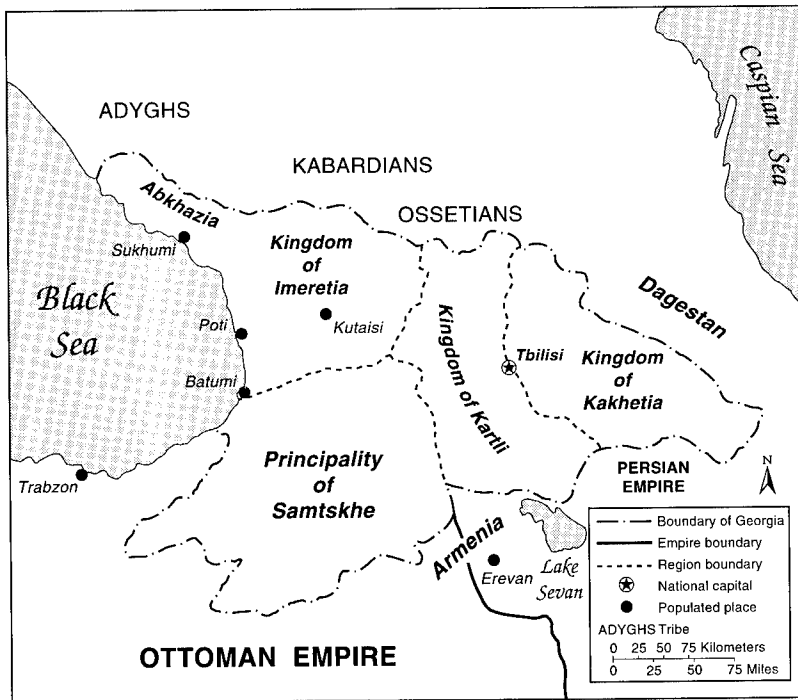 ADYGHS
KABARDIANS
OSSETIANS
Caspian
Sea
Abkhazia
Sukhumi
Kingdom
of
Imeretia
Kutaisi
Black
Sea
Poti
Batumi
Trabzon
Kingdom of Kartli
Tbilisi
Dagestan
Kingdom
of
Kakhetia
Principality
of
Samtskhe
PERSIAN
EMPIRE
Armenia
Erevan
Lake
Sevan
OTTOMAN EMPIRE
N
Boundary of Georgia
Empire boundary
Region boundary
National capital
Populated place
ADYGHS Tribe
0 25 50 75 Kilometers
0 25 50 75 Miles